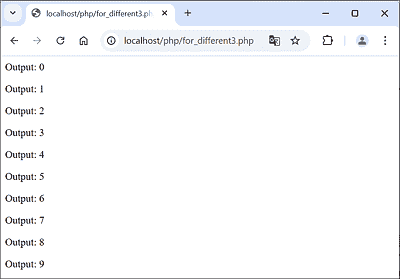 localhost/php/for_different3.ph
localhost/php/for_different3.php
Output: 0
Output: 1
Output: 2
Output: 3
Output: 4
Output: 5
Output: 6
Output: 7
Output: 8
Output: 9